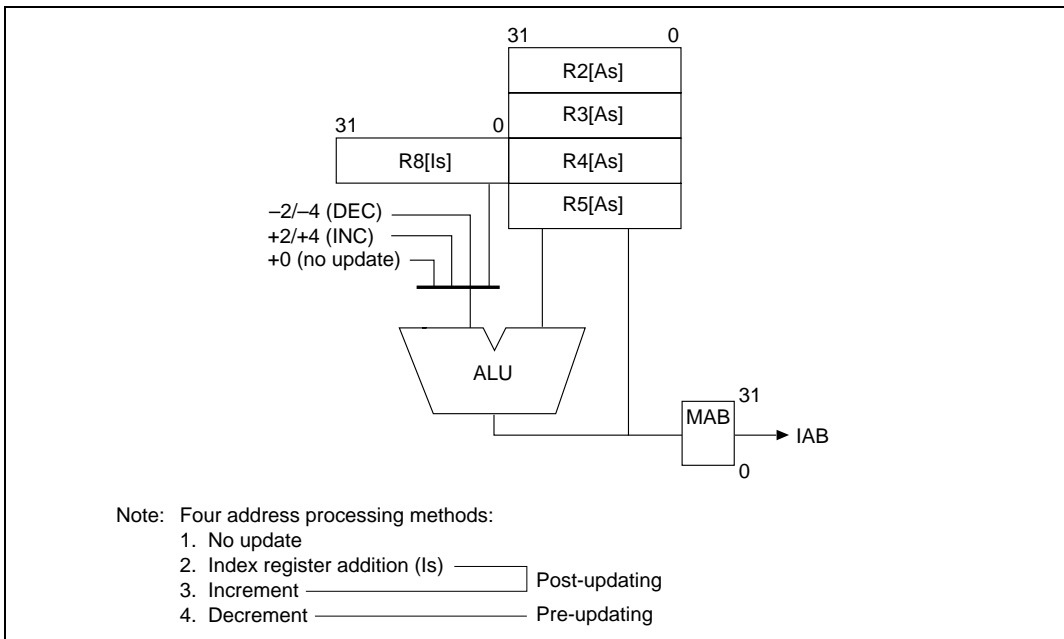 31 0
R2[As]
R3[As]
31 0
R8[Is] R4[As]
R5[As]
–2/–4 (DEC)
+2/+4 (INC)
+0 (no update)
ALU
31
MAB
IAB
0
Note: Four address processing methods:
1. No update
2. Index register addition (Is)
Post-updating
3. Increment
4. Decrement Pre-updating